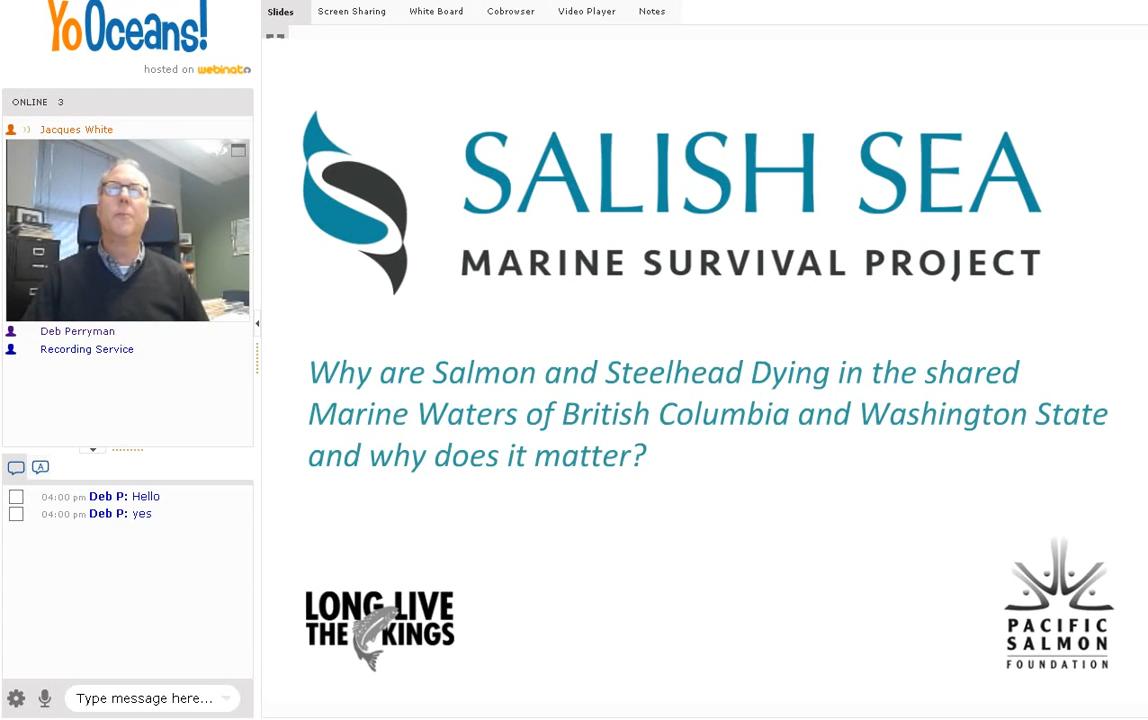 YoOceans!
hosted on webinato
ONLINE 3
Jacques White
Deb Perryman
Recording Service
A
04:00 pm Deb P: Hello
04:00 pm Deb P: yes
Type message here...
Slides Screen Sharing White Board Cobrowser Video Player Notes
SALISH SEA
MARINE SURVIVAL PROJECT
Why are Salmon and Steelhead Dying in the shared
Marine Waters of British Columbia and Washington State
and why does it matter?
LONG LIVE
THE KINGS
PACIFIC
SALMON
FOUNDATION